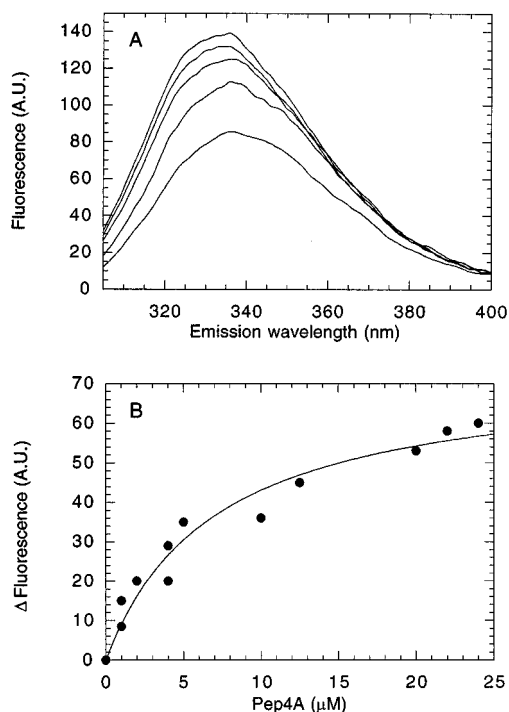 A
Fluorescence (A.U.)
140
120
100
80
60
40
20
0
320 340 360 380 400
Emission wavelength (nm)
B
Δ Fluorescence (A.U.)
70
60
50
40
30
20
10
0
0 5 10 15 20 25
Pep4A (μM)